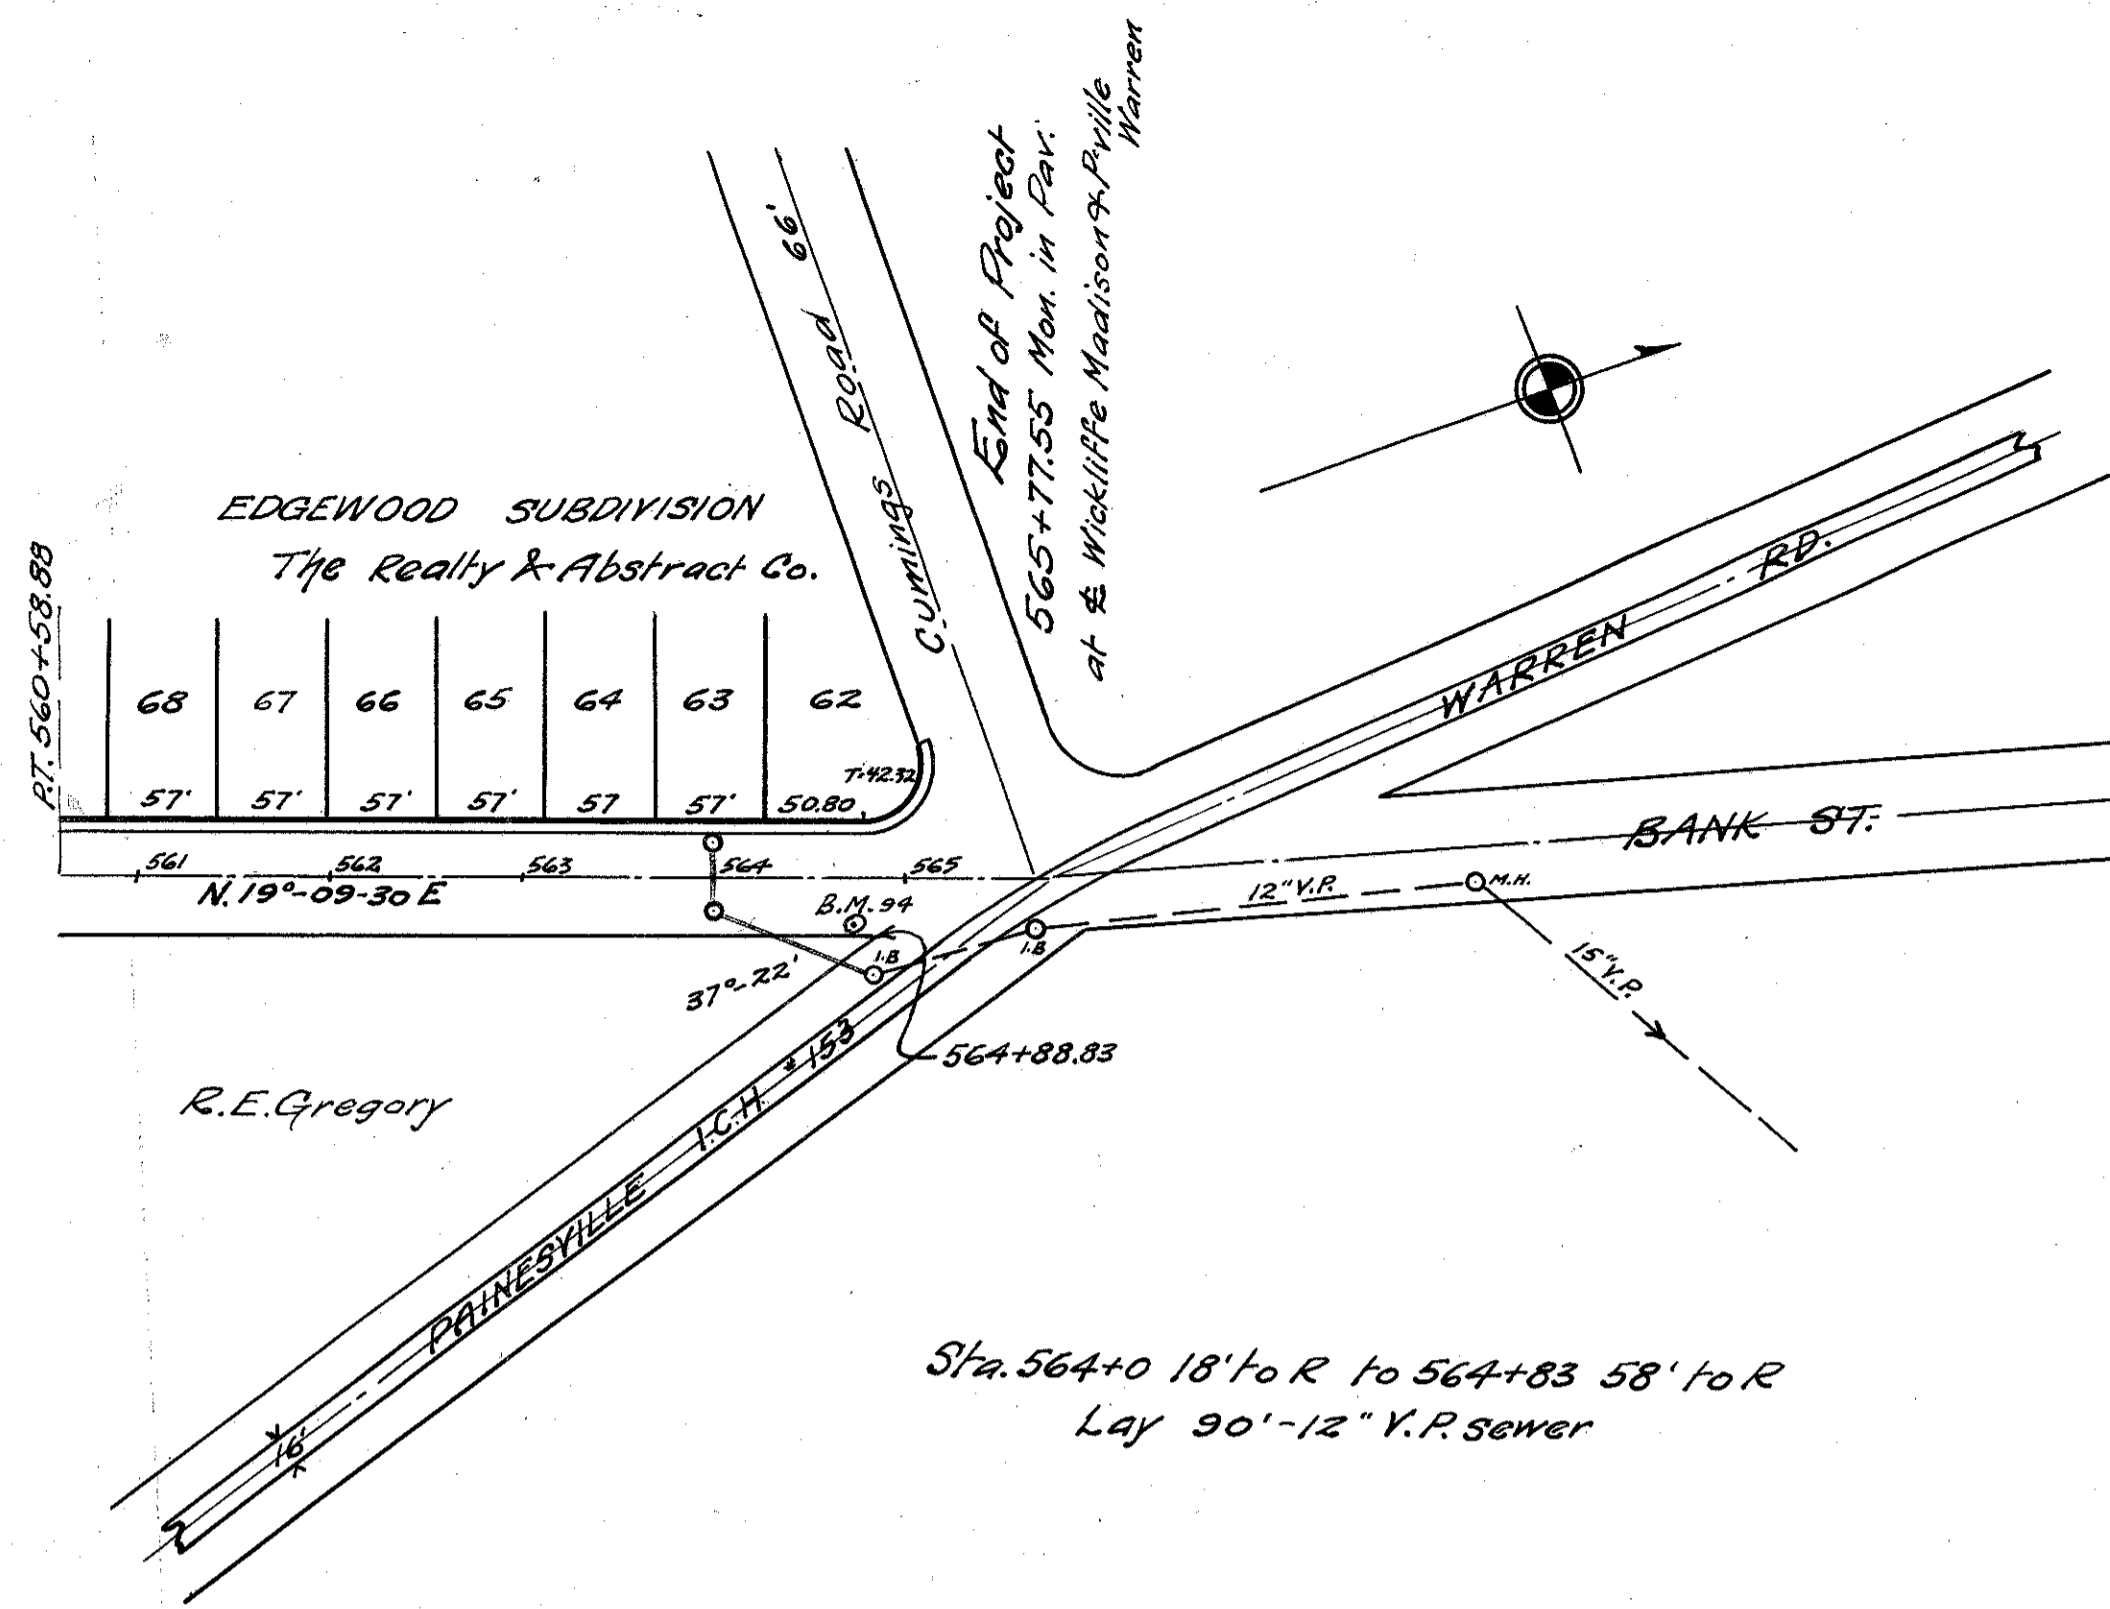 End of Project
565+77.55 Mon. in Pav.
at ℄ Wickliffe Madison & P-ville
Warren
Cumings Road 66'
EDGEWOOD SUBDIVISION
The Realty & Abstract Co.
P.T. 560+58.88
68 67 66 65 64 63 62
T=42.32
57' 57' 57' 57' 57 57' 50.80
561 562 563 564 565
N. 19°-09-30 E
B.M. 94
WARREN RD.
BANK ST.
12" V.P.
M.H.
I.B
I.B
15" V.P.
37°-22'
564+88.83
R.E. Gregory
PAINESVILLE I.C.H # 153
16'
Sta. 564+0 18' to R to 564+83 58' to R
Lay 90'-12" V.P. sewer